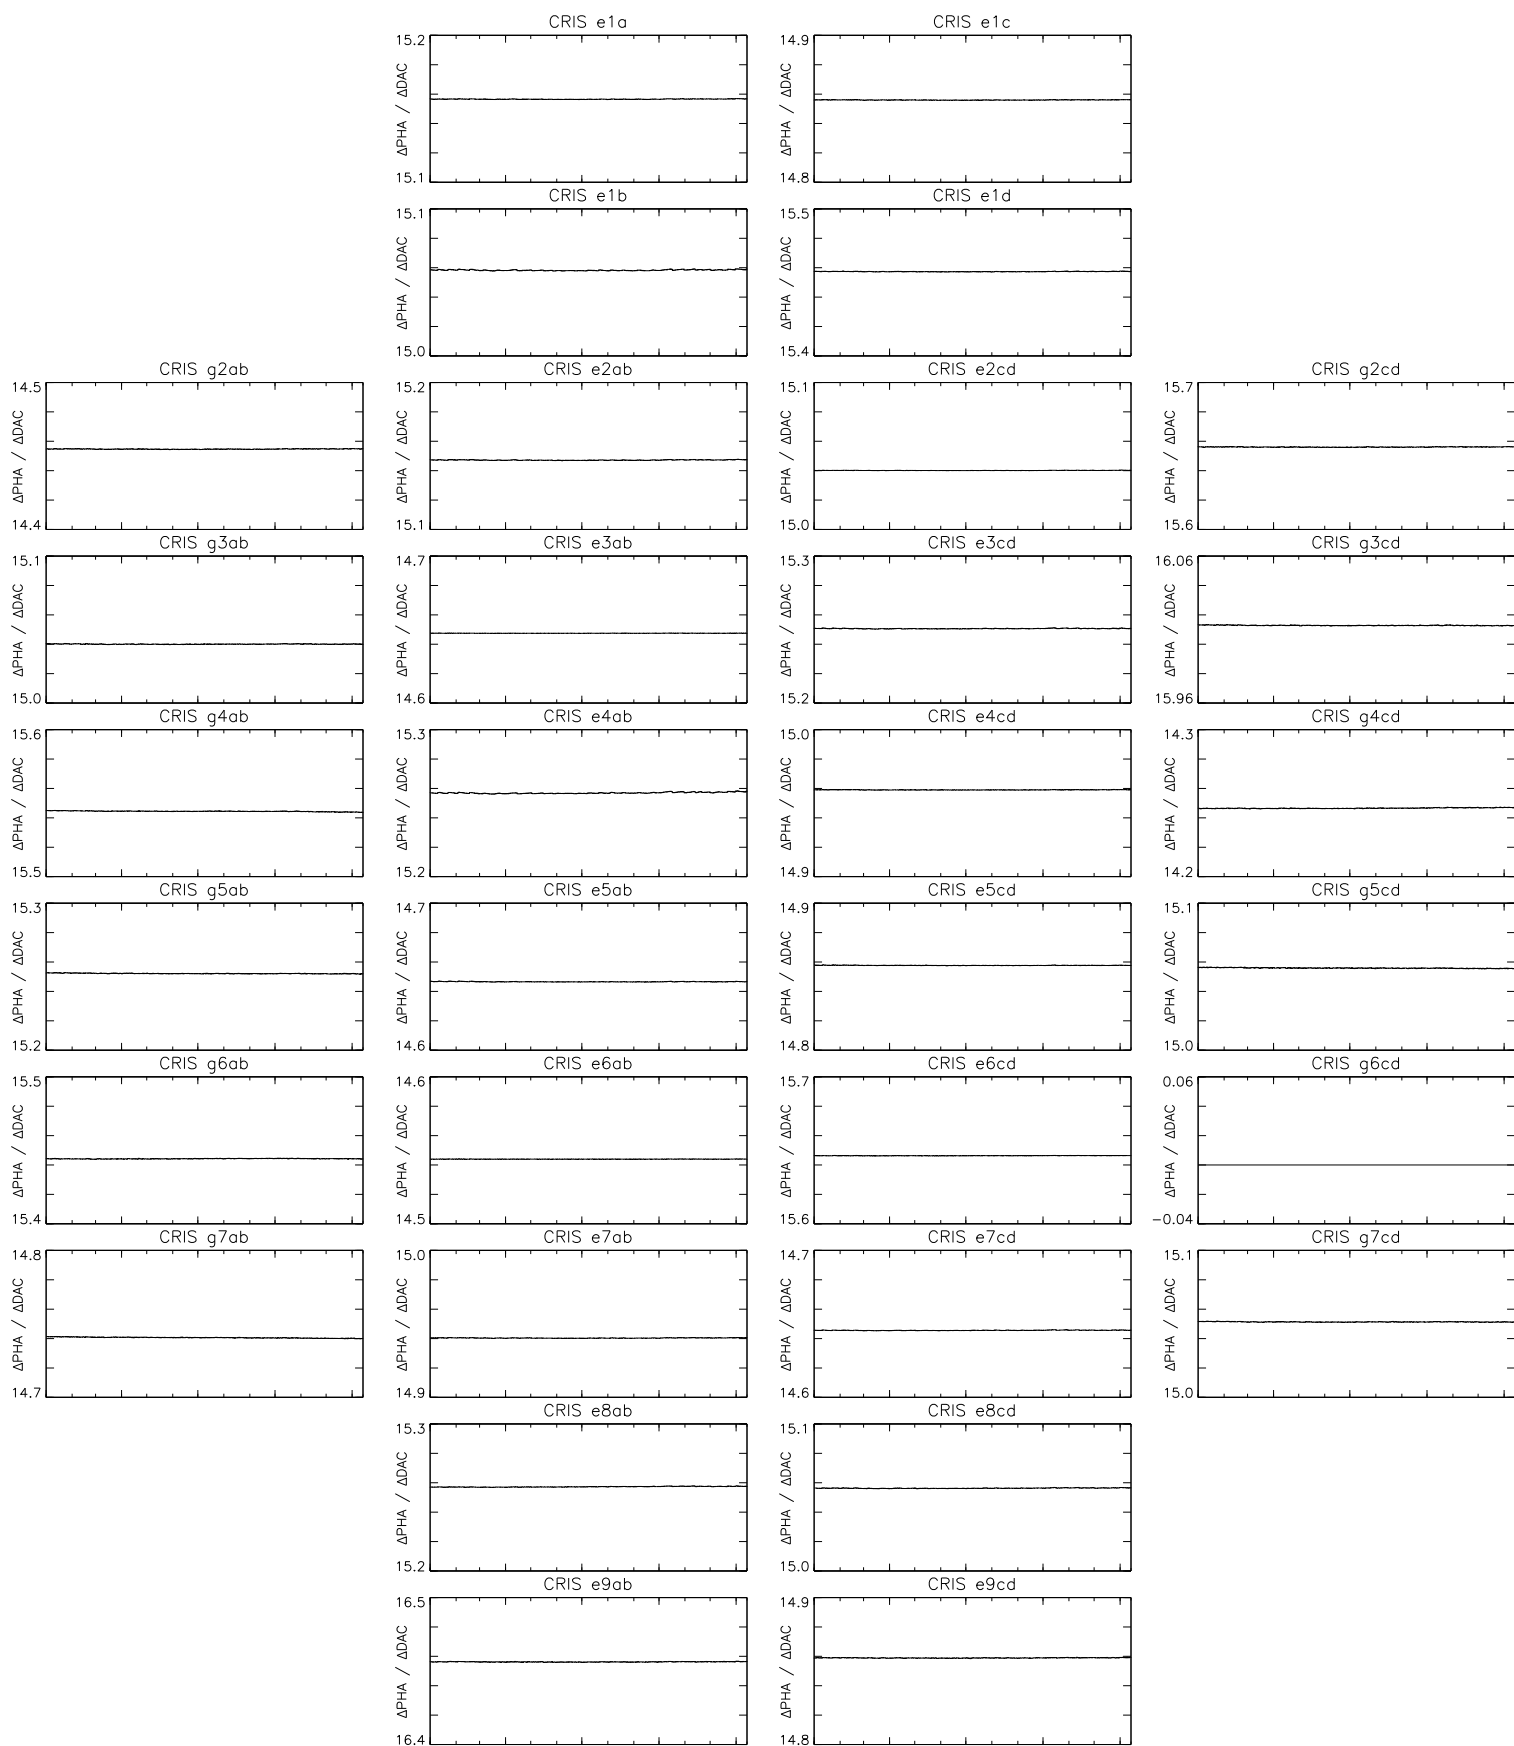 CRIS e1a
CRIS e1c
15.2
ΔPHA / ΔDAC
15.1
14.9
ΔPHA / ΔDAC
14.8
CRIS e1b
CRIS e1d
15.1
ΔPHA / ΔDAC
15.0
15.5
ΔPHA / ΔDAC
15.4
CRIS g2ab
CRIS e2ab
CRIS e2cd
CRIS g2cd
14.5
ΔPHA / ΔDAC
14.4
15.2
ΔPHA / ΔDAC
15.1
15.1
ΔPHA / ΔDAC
15.0
15.7
ΔPHA / ΔDAC
15.6
CRIS g3ab
CRIS e3ab
CRIS e3cd
CRIS g3cd
15.1
ΔPHA / ΔDAC
15.0
14.7
ΔPHA / ΔDAC
14.6
15.3
ΔPHA / ΔDAC
15.2
16.06
ΔPHA / ΔDAC
15.96
CRIS g4ab
CRIS e4ab
CRIS e4cd
CRIS g4cd
15.6
ΔPHA / ΔDAC
15.5
15.3
ΔPHA / ΔDAC
15.2
15.0
ΔPHA / ΔDAC
14.9
14.3
ΔPHA / ΔDAC
14.2
CRIS g5ab
CRIS e5ab
CRIS e5cd
CRIS g5cd
15.3
ΔPHA / ΔDAC
15.2
14.7
ΔPHA / ΔDAC
14.6
14.9
ΔPHA / ΔDAC
14.8
15.1
ΔPHA / ΔDAC
15.0
CRIS g6ab
CRIS e6ab
CRIS e6cd
CRIS g6cd
15.5
ΔPHA / ΔDAC
15.4
14.6
ΔPHA / ΔDAC
14.5
15.7
ΔPHA / ΔDAC
15.6
0.06
ΔPHA / ΔDAC
−0.04
CRIS g7ab
CRIS e7ab
CRIS e7cd
CRIS g7cd
14.8
ΔPHA / ΔDAC
14.7
15.0
ΔPHA / ΔDAC
14.9
14.7
ΔPHA / ΔDAC
14.6
15.1
ΔPHA / ΔDAC
15.0
CRIS e8ab
CRIS e8cd
15.3
ΔPHA / ΔDAC
15.2
15.1
ΔPHA / ΔDAC
15.0
CRIS e9ab
CRIS e9cd
16.5
ΔPHA / ΔDAC
16.4
14.9
ΔPHA / ΔDAC
14.8